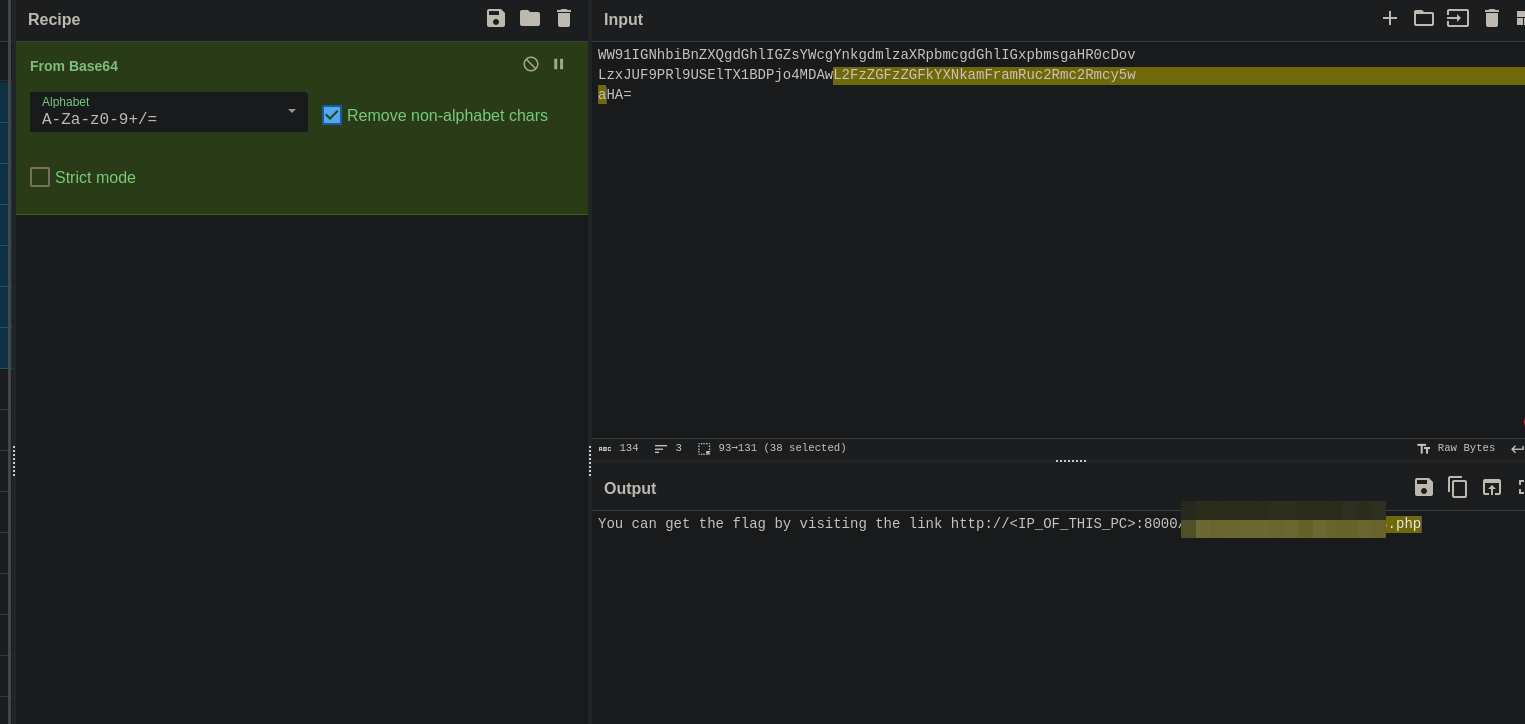 Recipe
From Base64
Alphabet
A-Za-z0-9+/=
Remove non-alphabet chars
Strict mode
Input
WW91IGNhbiBnZXQgdGhlIGZsYWcgYnkgdmlzaXRpbmcgdGhlIGxpbmsgaHR0cDov
LzxJUF9PRl9USElTX1BDPjo4MDAwL2FzZGFzZGFkYXNkamFramRuc2Rmc2Rmcy5w
aHA=
ABC 134 3 93→131 (38 selected)
Raw Bytes
Output
You can get the flag by visiting the link http://<IP_OF_THIS_PC>:8000/ .php